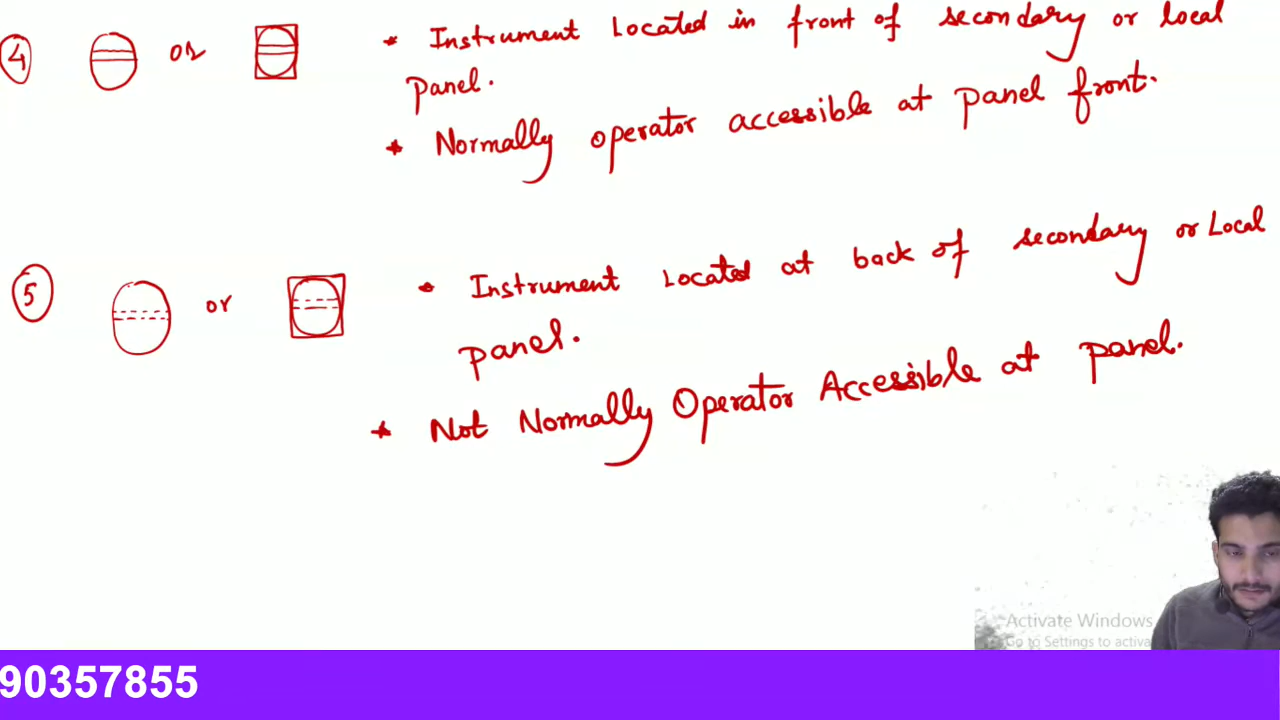 4 or * Instrument Located in front of secondary or local
panel.
* Normally operator accessible at panel front.
5 or * Instrument Located at back of secondary or Local
panel.
* Not Normally Operator Accessible at panel.
Activate Windows
Go to Settings to activa
90357855